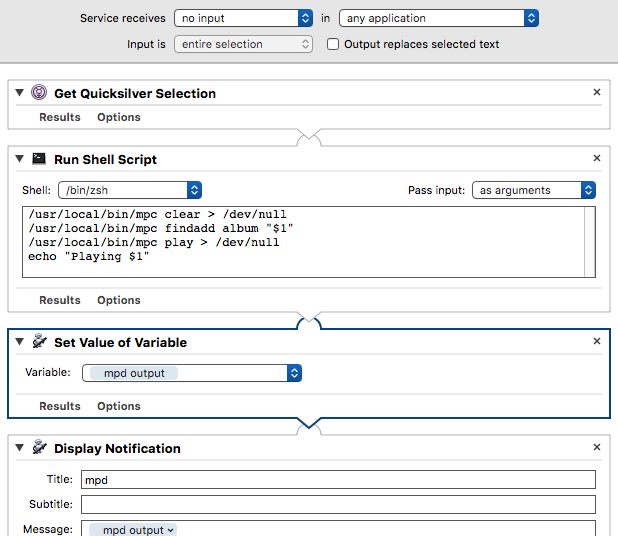 Service receives no input in any application
Input is entire selection Output replaces selected text
Get Quicksilver Selection
Results Options
Run Shell Script
Shell: /bin/zsh Pass input: as arguments
/usr/local/bin/mpc clear > /dev/null
/usr/local/bin/mpc findadd album "$1"
/usr/local/bin/mpc play > /dev/null
echo "Playing $1"
Results Options
Set Value of Variable
Variable: mpd output
Results Options
Display Notification
Title: mpd
Subtitle:
Message: mpd output